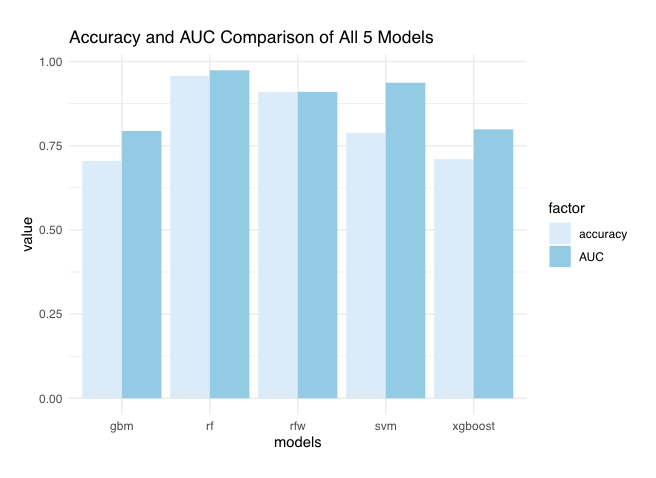 Accuracy and AUC Comparison of All 5 Models
1.00
0.75
0.50
0.25
0.00
value
gbm rf rfw svm xgboost
models
factor
accuracy
AUC